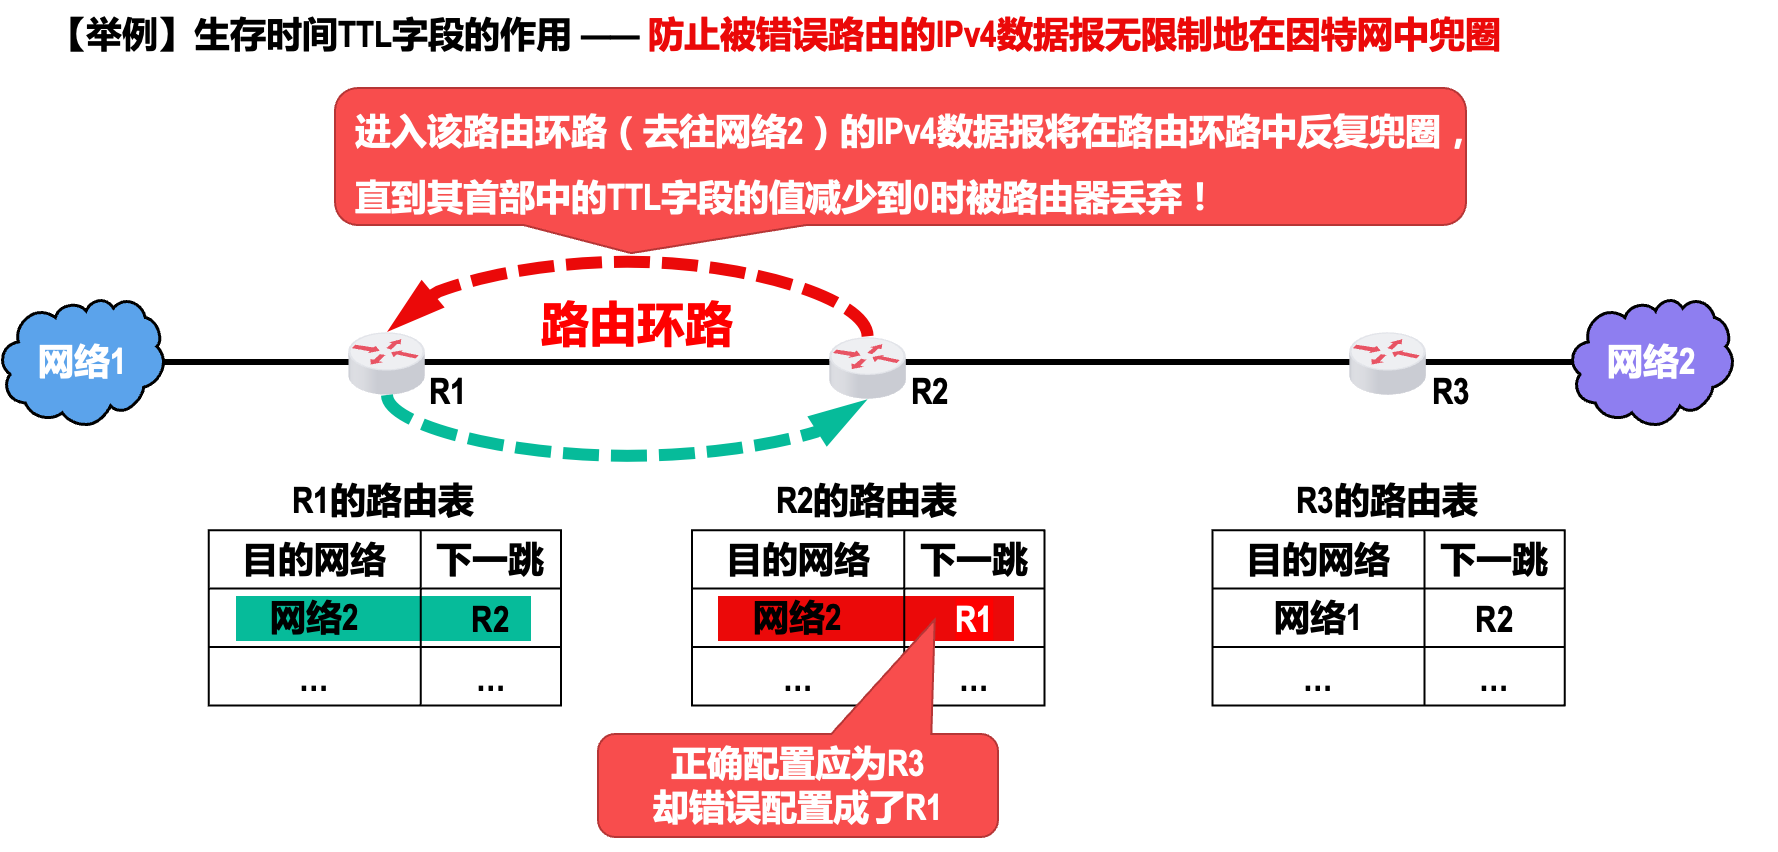 【举例】生存时间TTL字段的作用 —— 防止被错误路由的IPv4数据报无限制地在因特网中兜圈
进入该路由环路（去往网络2）的IPv4数据报将在路由环路中反复兜圈，
直到其首部中的TTL字段的值减少到0时被路由器丢弃！
路由环路
网络1
R1
R2
R3
网络2
R1的路由表
目的网络 下一跳
网络2 R2
... ...
R2的路由表
目的网络 下一跳
网络2 R1
... ...
R3的路由表
目的网络 下一跳
网络1 R2
... ...
正确配置应为R3
却错误配置成了R1